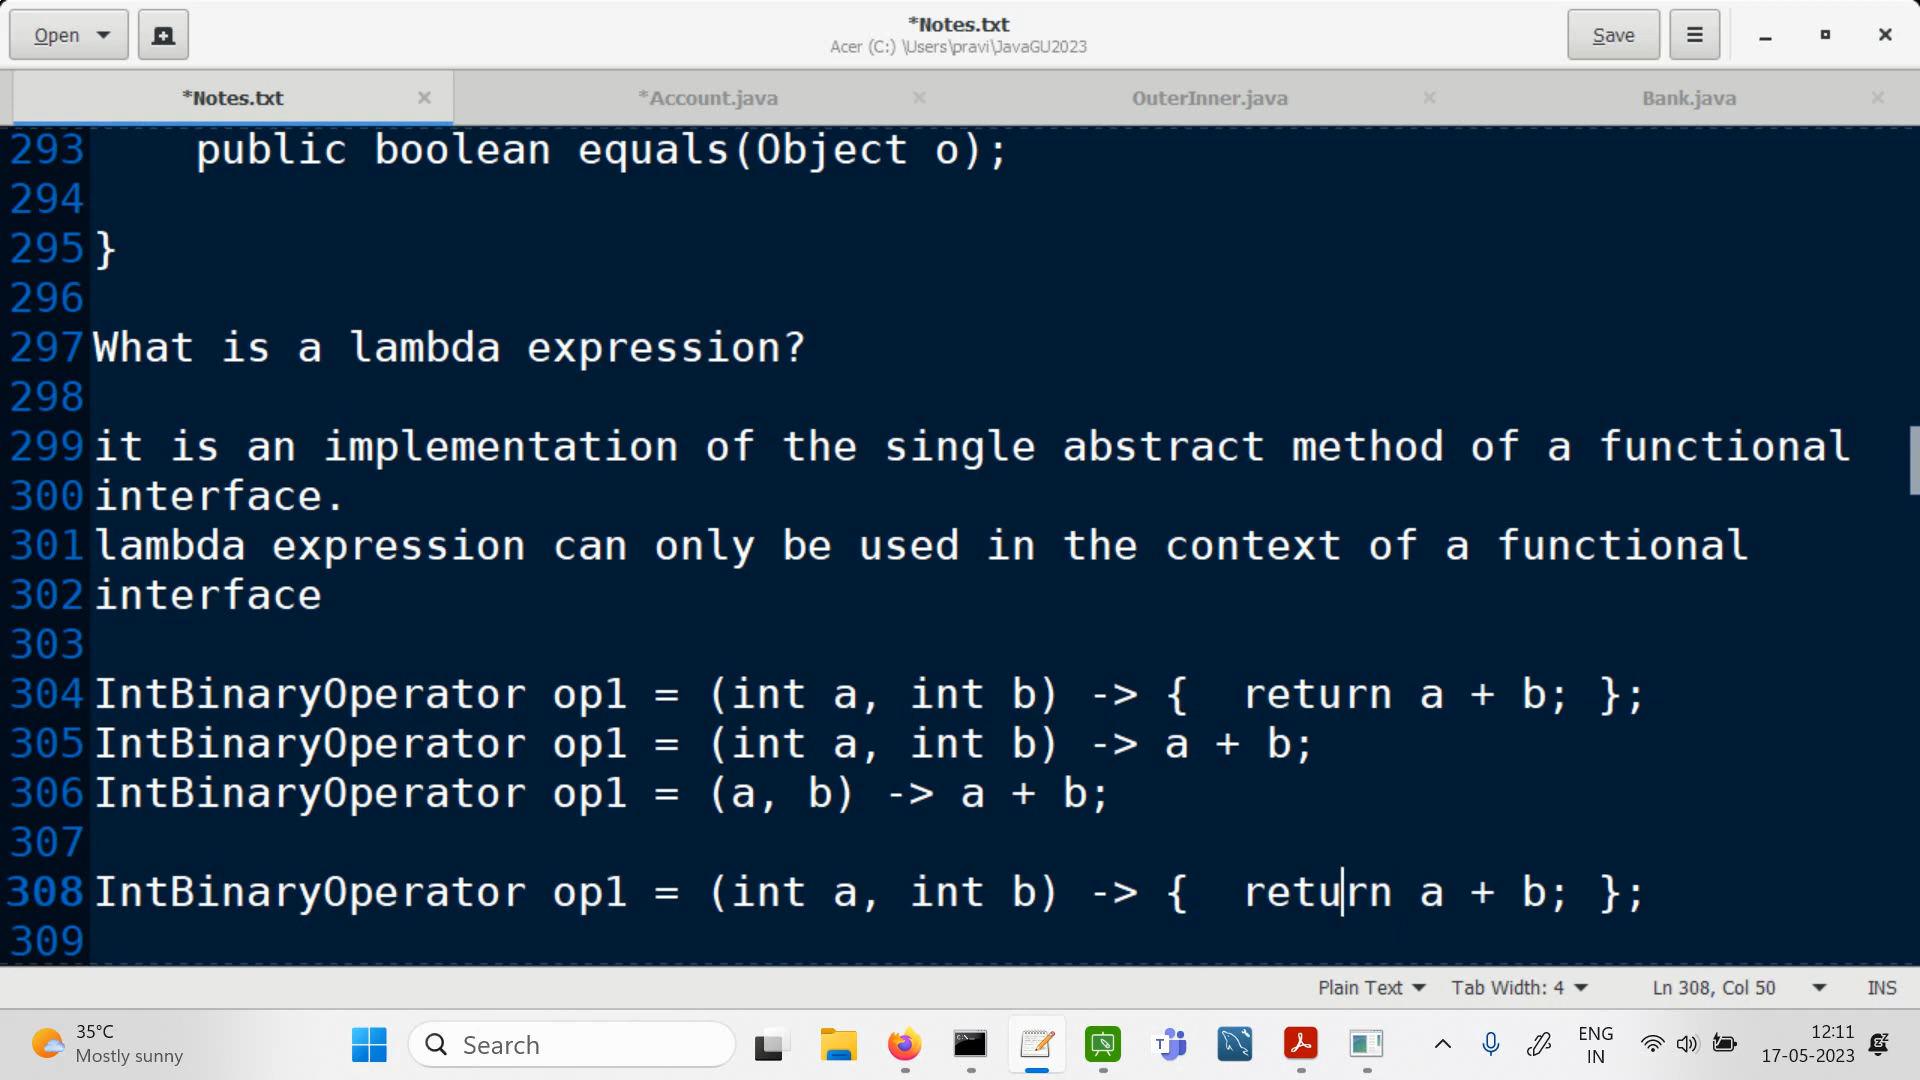 Open
*Notes.txt
Acer (C:) \Users\pravi\JavaGU2023
Save
*Notes.txt
*Account.java
OuterInner.java
Bank.java
293 public boolean equals(Object o);
294
295 }
296
297 What is a lambda expression?
298
299 it is an implementation of the single abstract method of a functional
300 interface.
301 lambda expression can only be used in the context of a functional
302 interface
303
304 IntBinaryOperator op1 = (int a, int b) -> {  return a + b; };
305 IntBinaryOperator op1 = (int a, int b) -> a + b;
306 IntBinaryOperator op1 = (a, b) -> a + b;
307
308 IntBinaryOperator op1 = (int a, int b) -> {  return a + b; };
309
Plain Text Tab Width: 4 Ln 308, Col 50 INS
35°C
Mostly sunny
Search
ENG
IN
12:11
17-05-2023